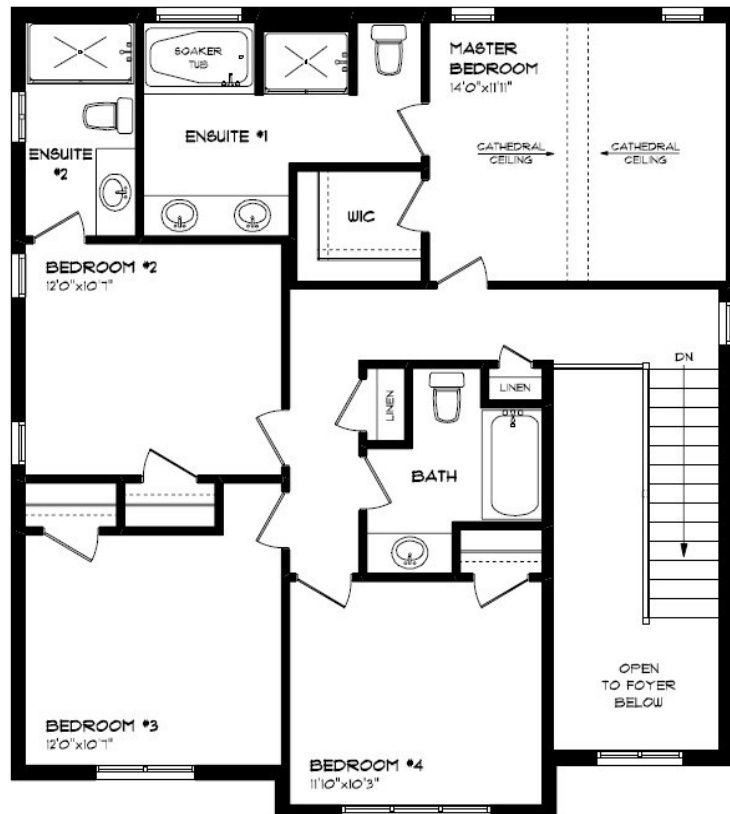 SOAKER
TUB
MASTER
BEDROOM
14'0"x11'11"
ENSUITE #1
ENSUITE
#2
CATHEDRAL
CEILING
CATHEDRAL
CEILING
WIC
BEDROOM #2
12'0"x10'7"
DN
LINEN
LINEN
BATH
OPEN
TO FOYER
BELOW
BEDROOM #3
12'0"x10'7"
BEDROOM #4
11'10"x10'3"